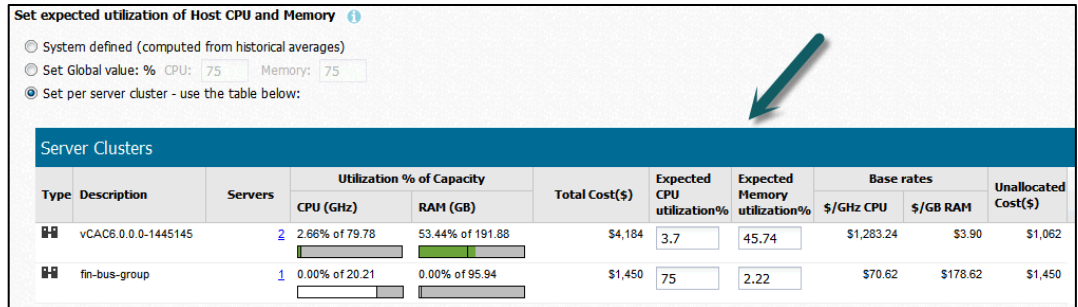 Set expected utilization of Host CPU and Memory
System defined (computed from historical averages)
Set Global value: % CPU: 75 Memory: 75
Set per server cluster - use the table below:
Server Clusters
Type Description Servers Utilization % of Capacity Total Cost($) Expected CPU utilization% Expected Memory utilization% Base rates Unallocated Cost($)
CPU (GHz) RAM (GB) $/GHz CPU $/GB RAM
vCAC6.0.0.0-1445145 2 2.66% of 79.78 53.44% of 191.88 $4,184 3.7 45.74 $1,283.24 $3.90 $1,062
fin-bus-group 1 0.00% of 20.21 0.00% of 95.94 $1,450 75 2.22 $70.62 $178.62 $1,450